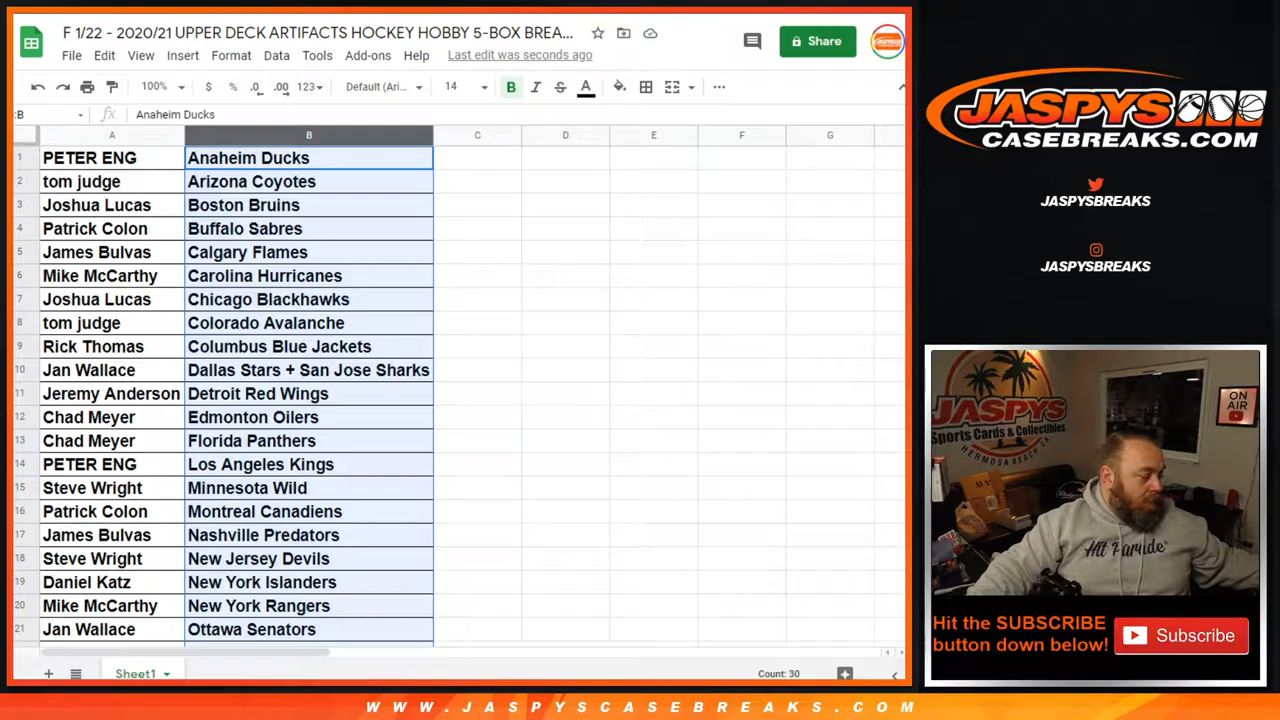 F 1/22 - 2020/21 UPPER DECK ARTIFACTS HOCKEY HOBBY 5-BOX BREA...
File Edit View Insert Format Data Tools Add-ons Help Last edit was seconds ago
Share
100% $ % .0 .00 123 Default (Ari... 14 B I S A
:B fx Anaheim Ducks
A B C D E F G
1 PETER ENG Anaheim Ducks
2 tom judge Arizona Coyotes
3 Joshua Lucas Boston Bruins
4 Patrick Colon Buffalo Sabres
5 James Bulvas Calgary Flames
6 Mike McCarthy Carolina Hurricanes
7 Joshua Lucas Chicago Blackhawks
8 tom judge Colorado Avalanche
9 Rick Thomas Columbus Blue Jackets
10 Jan Wallace Dallas Stars + San Jose Sharks
11 Jeremy Anderson Detroit Red Wings
12 Chad Meyer Edmonton Oilers
13 Chad Meyer Florida Panthers
14 PETER ENG Los Angeles Kings
15 Steve Wright Minnesota Wild
16 Patrick Colon Montreal Canadiens
17 James Bulvas Nashville Predators
18 Steve Wright New Jersey Devils
19 Daniel Katz New York Islanders
20 Mike McCarthy New York Rangers
21 Jan Wallace Ottawa Senators
Sheet1
Count: 30
JASPYS
CASEBREAKS.COM
JASPYSBREAKS
JASPYSBREAKS
JASPYS
Sports Cards & Collectibles
HERMOSA BEACH CA
ON
AIR
Hit Parade
Hit the SUBSCRIBE
button down below!
Subscribe
WWW.JASPYSCASEBREAKS.COM